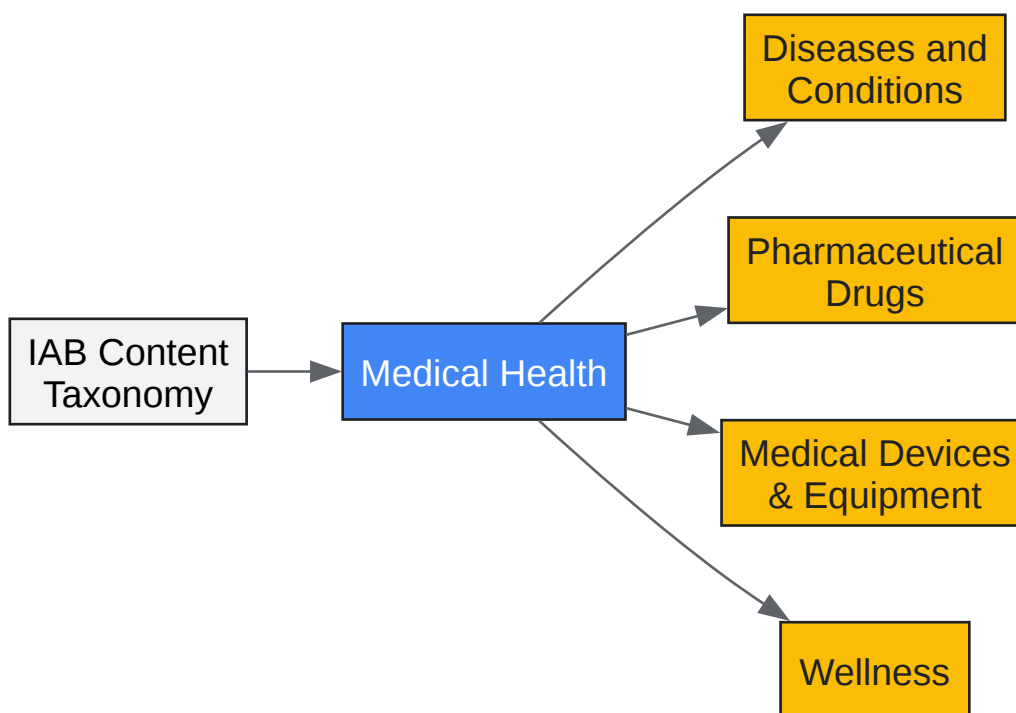 Diseases and
Conditions
Pharmaceutical
Drugs
IAB Content
Taxonomy
Medical Health
Medical Devices
& Equipment
Wellness